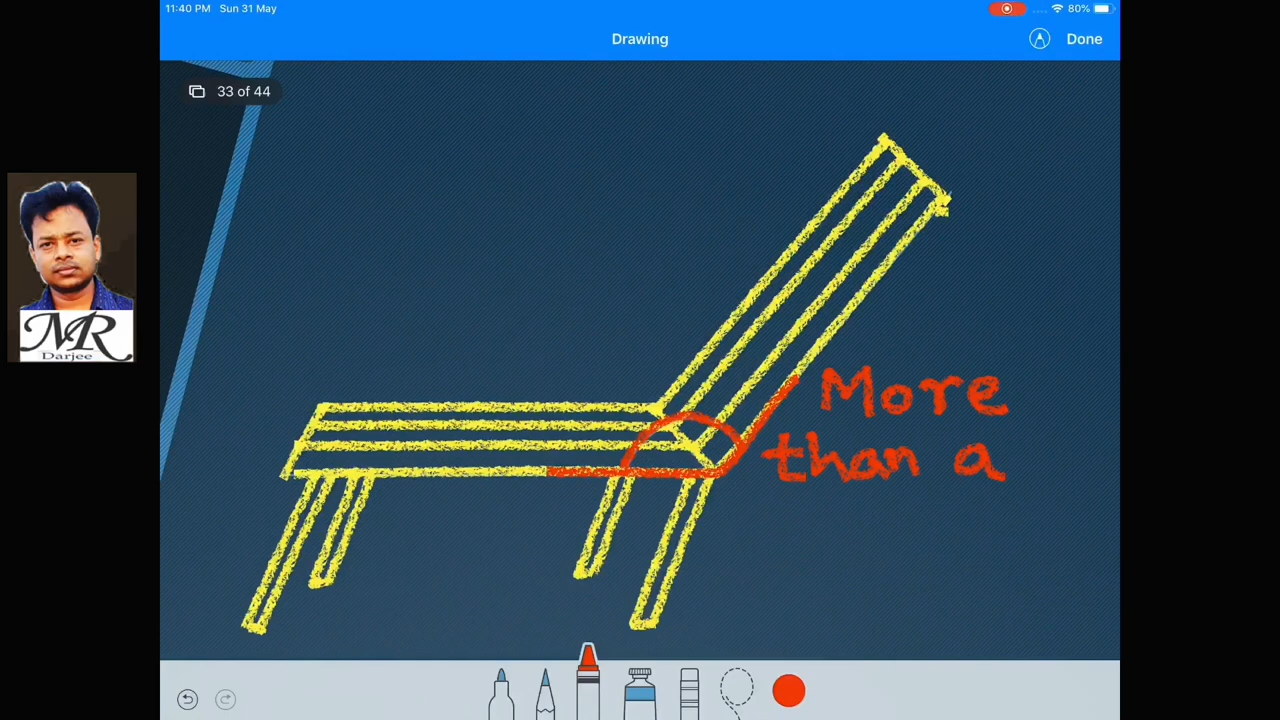 11:40 PM Sun 31 May
80%
Drawing
Done
33 of 44
More
than a
MR
Darjee